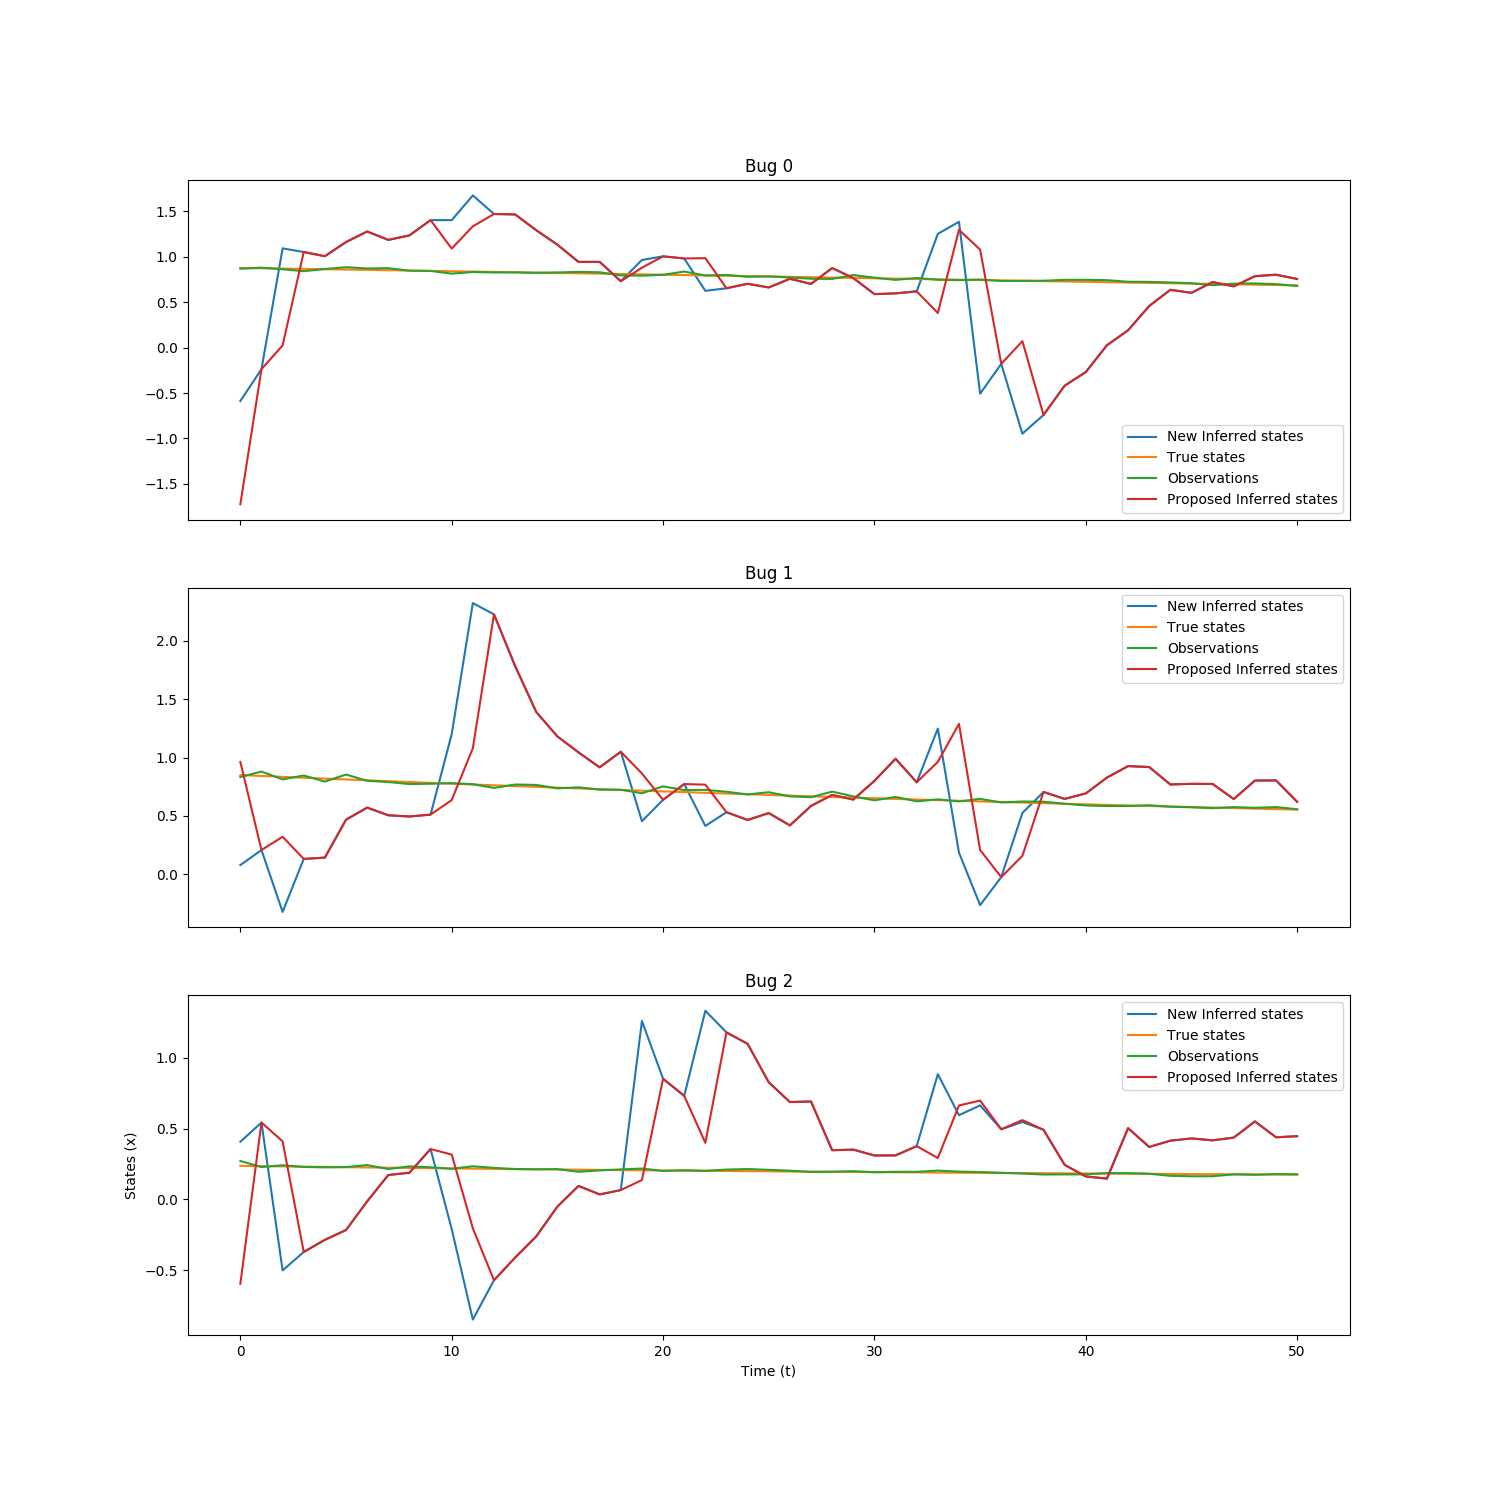 Bug 0
1.5
1.0
0.5
0.0
−0.5
−1.0
−1.5
New Inferred states
True states
Observations
Proposed Inferred states
Bug 1
2.0
1.5
1.0
0.5
0.0
New Inferred states
True states
Observations
Proposed Inferred states
Bug 2
1.0
0.5
0.0
−0.5
States (x)
New Inferred states
True states
Observations
Proposed Inferred states
0 10 20 30 40 50
Time (t)